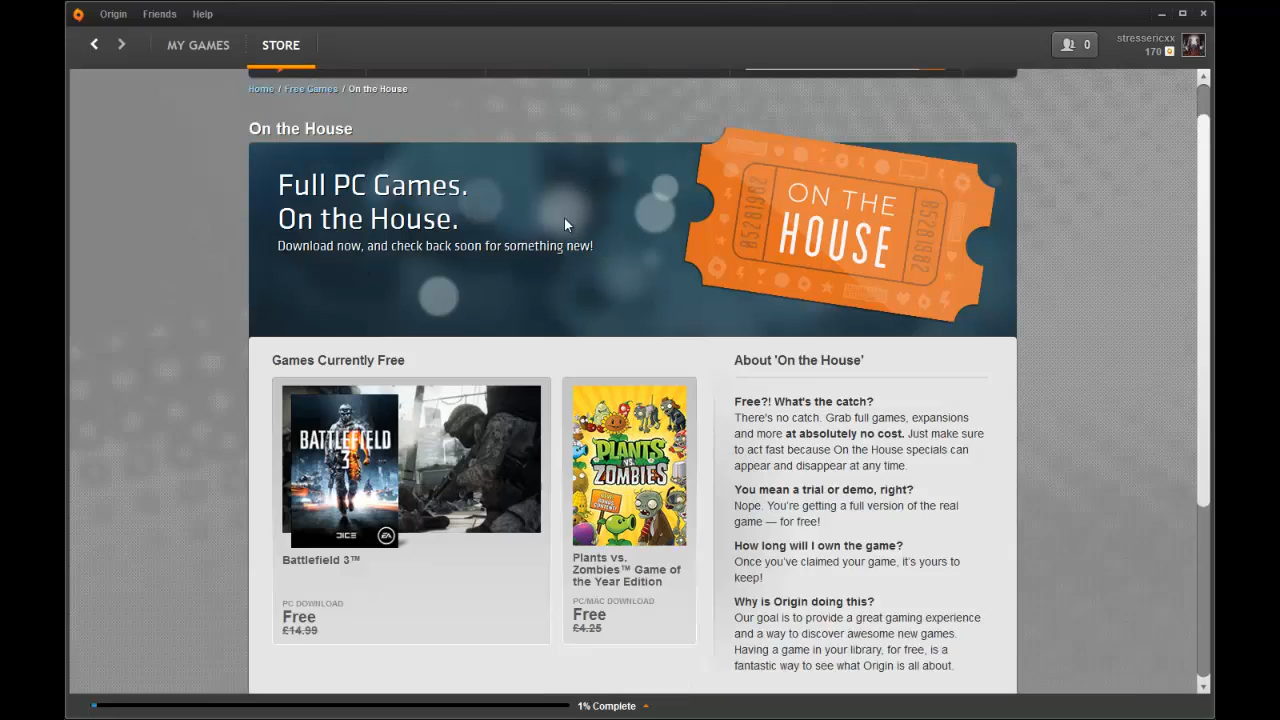 Origin Friends Help
MY GAMES STORE
0
stressericxx
170
Home / Free Games / On the House
On the House
Full PC Games.
On the House.
Download now, and check back soon for something new!
ON THE
HOUSE
85281982
85281982
Games Currently Free
BATTLEFIELD
3
DICE
EA
Battlefield 3™
PC DOWNLOAD
Free
£14.99
PLANTS
VS.
ZOMBIES
Plants vs.
Zombies™ Game of
the Year Edition
PC/MAC DOWNLOAD
Free
£4.25
About 'On the House'
Free?! What's the catch?
There's no catch. Grab full games, expansions
and more at absolutely no cost. Just make sure
to act fast because On the House specials can
appear and disappear at any time.
You mean a trial or demo, right?
Nope. You're getting a full version of the real
game — for free!
How long will I own the game?
Once you've claimed your game, it's yours to
keep!
Why is Origin doing this?
Our goal is to provide a great gaming experience
and a way to discover awesome new games.
Having a game in your library, for free, is a
fantastic way to see what Origin is all about.
1% Complete